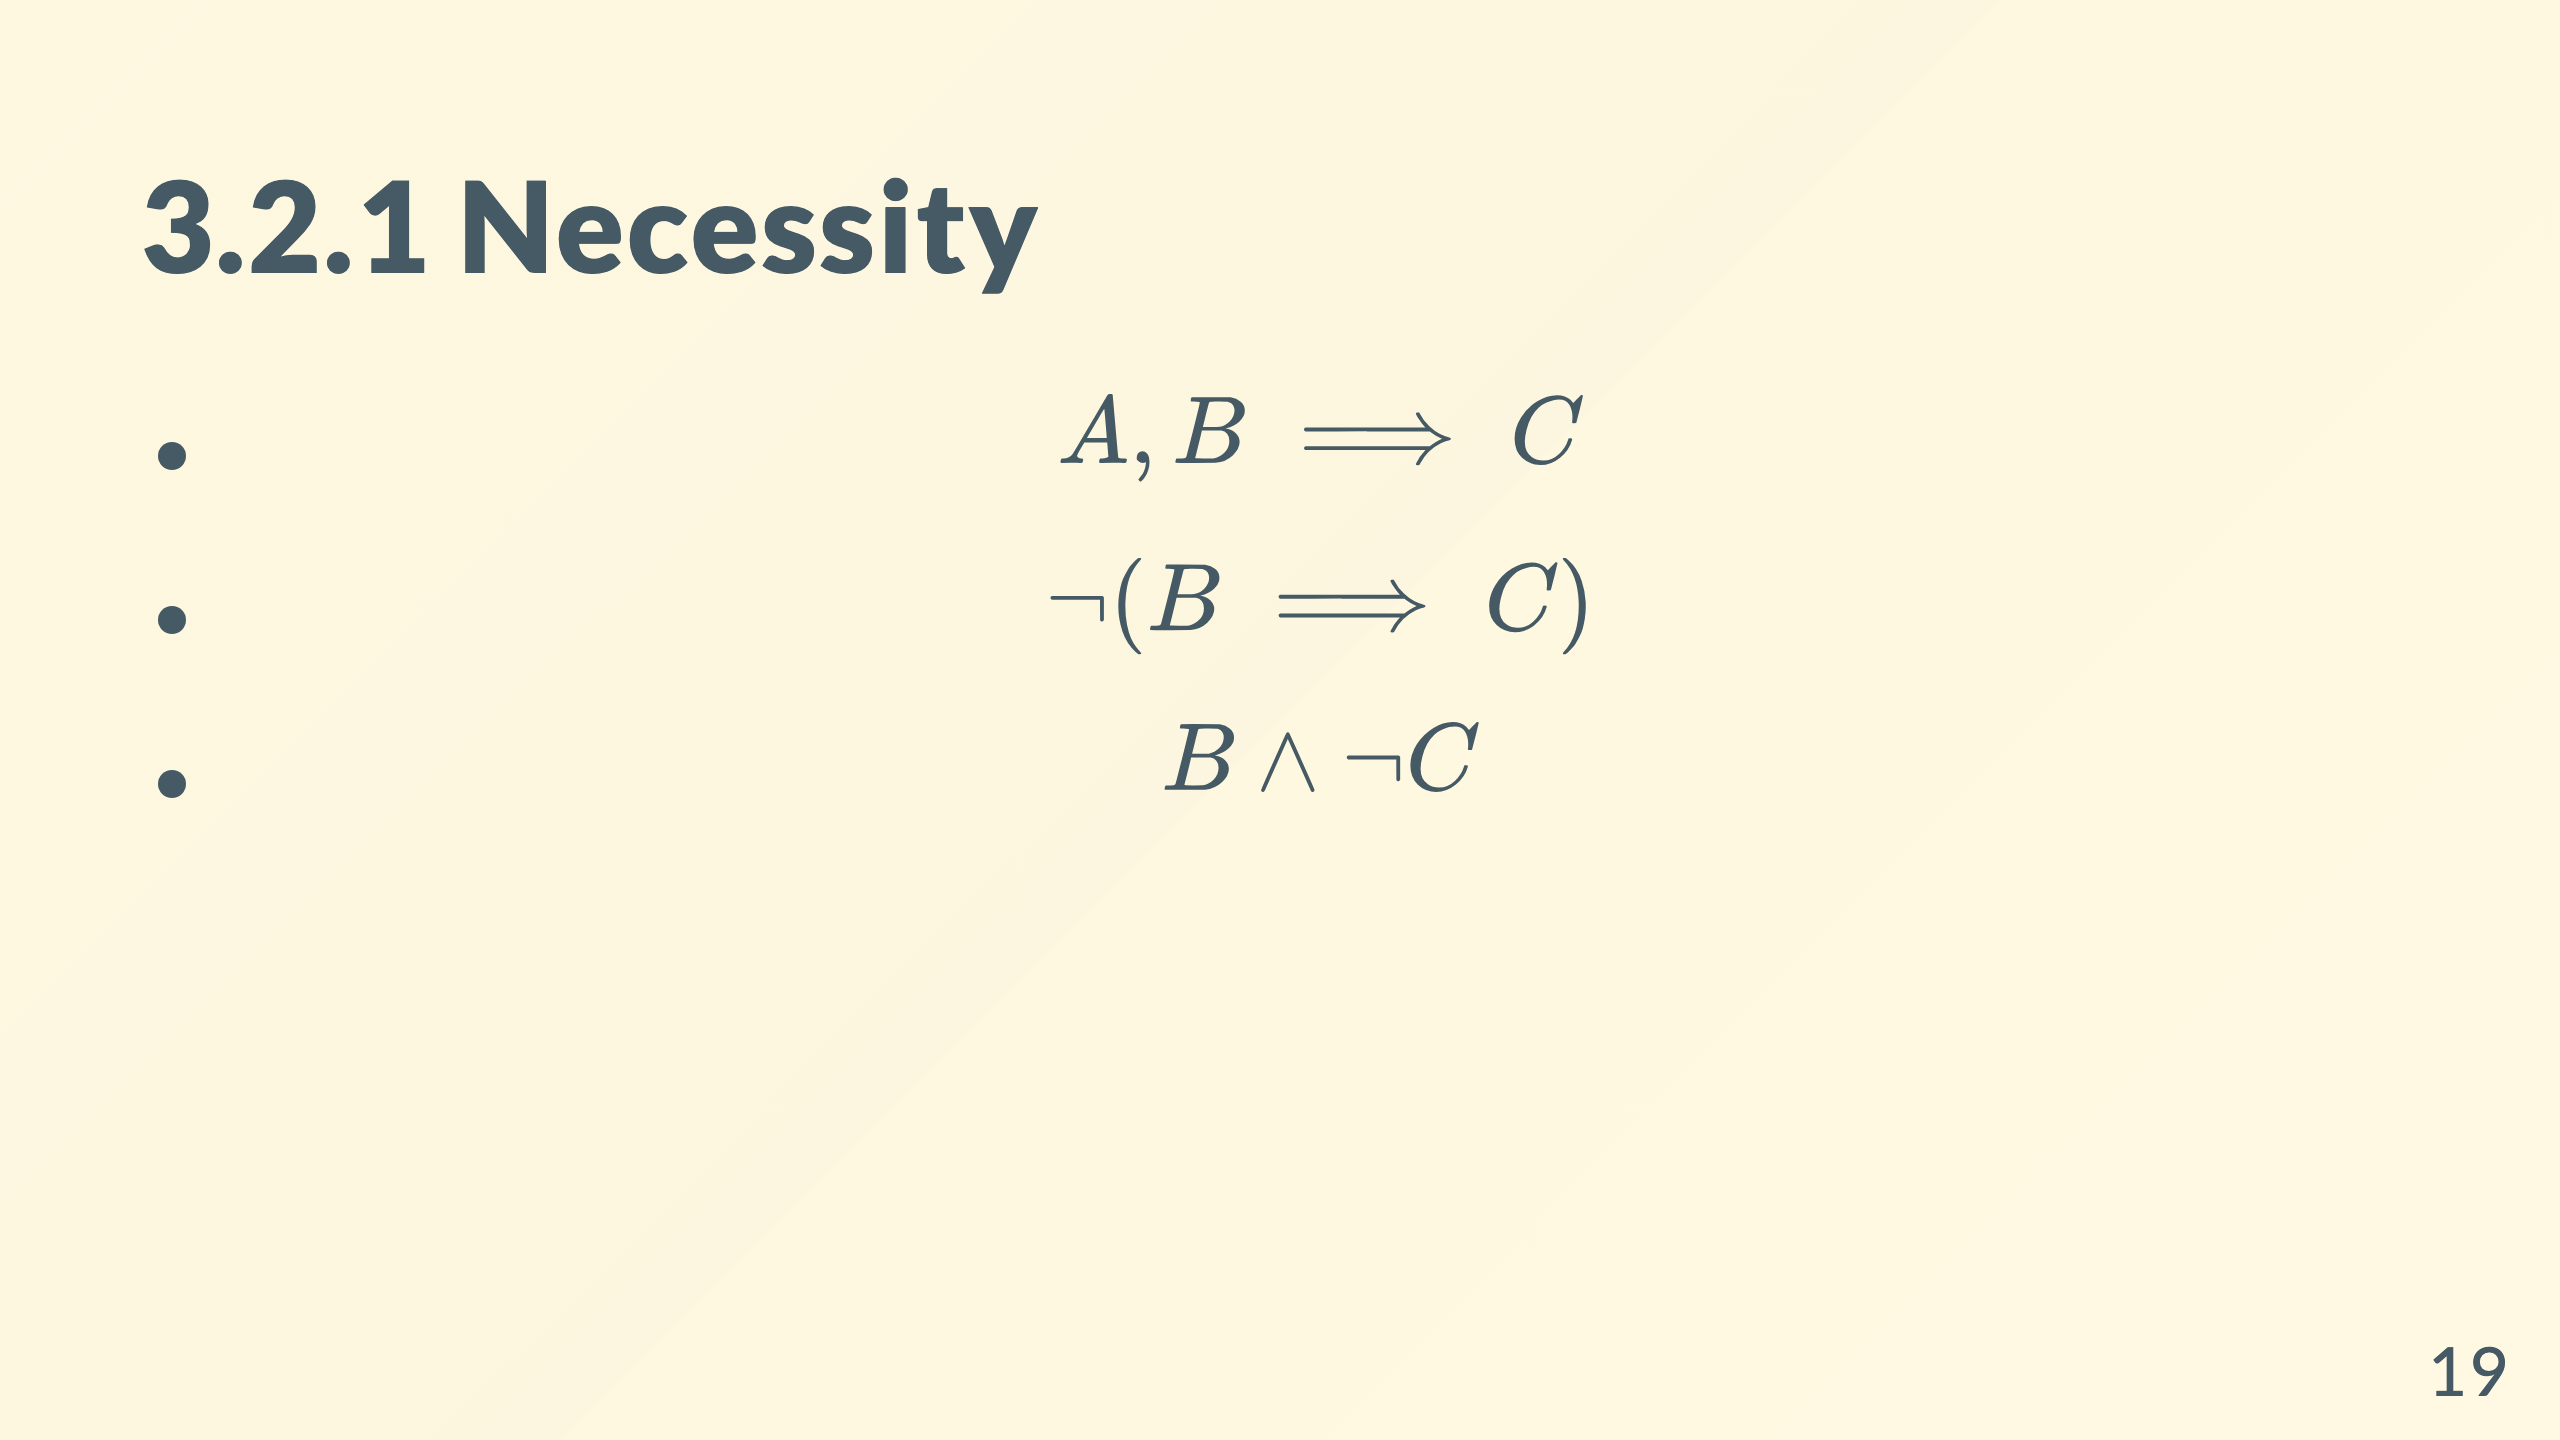 3.2.1 Necessity
• A, B ⟹ C
• ¬(B ⟹ C)
• B ∧ ¬C
19